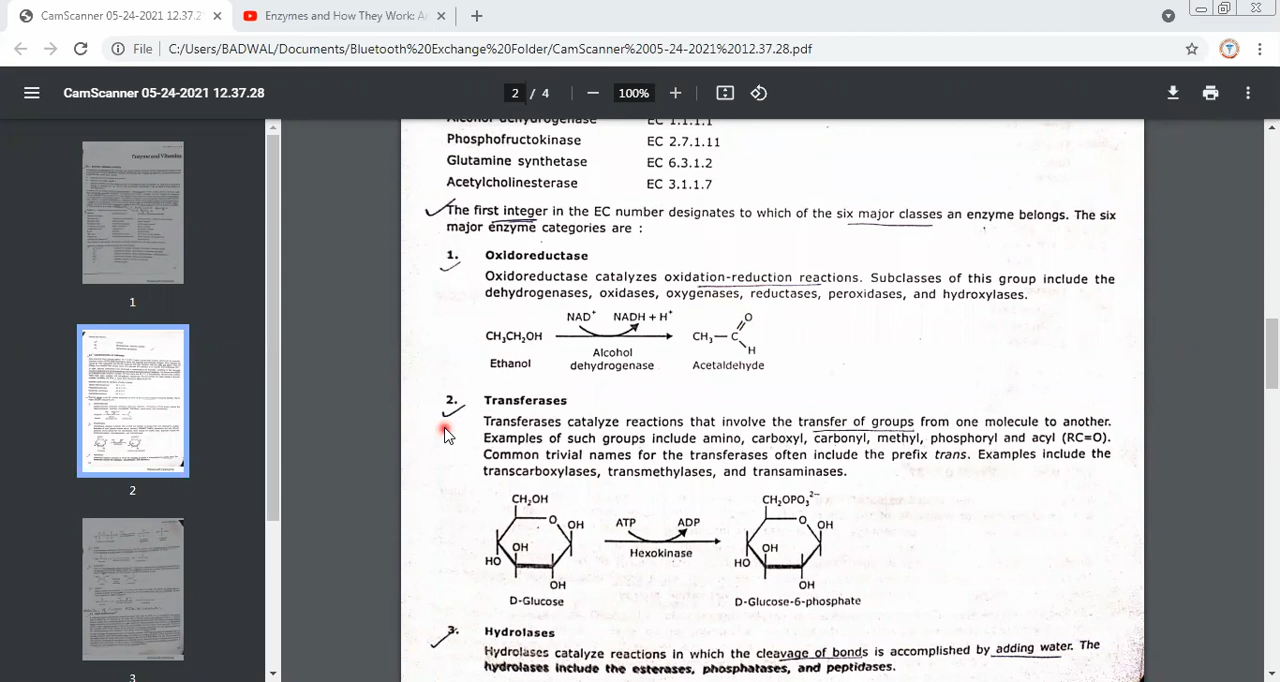 CamScanner 05-24-2021 12.37.2
Enzymes and How They Work: A
File
C:/Users/BADWAL/Documents/Bluetooth%20Exchange%20Folder/CamScanner%2005-24-2021%2012.37.28.pdf
CamScanner 05-24-2021 12.37.28
2 / 4
100%
Enzyme and Vitamins
1
2
3
Alcohol dehydrogenase EC 1.1.1.1
Phosphofructokinase EC 2.7.1.11
Glutamine synthetase EC 6.3.1.2
Acetylcholinesterase EC 3.1.1.7
The first integer in the EC number designates to which of the six major classes an enzyme belongs. The six
major enzyme categories are :
1. Oxidoreductase
Oxidoreductase catalyzes oxidation-reduction reactions. Subclasses of this group include the
dehydrogenases, oxidases, oxygenases, reductases, peroxidases, and hydroxylases.
NAD⁺ NADH + H⁺
O
CH₃CH₂OH CH₃—C
H
Alcohol
Ethanol dehydrogenase Acetaldehyde
2. Transferases
Transferases catalyze reactions that involve the transfer of groups from one molecule to another.
Examples of such groups include amino, carboxyl, carbonyl, methyl, phosphoryl and acyl (RC=O).
Common trivial names for the transferases often include the prefix trans. Examples include the
transcarboxylases, transmethylases, and transaminases.
CH₂OH CH₂OPO₃²⁻
O OH ATP ADP O OH
OH Hexokinase OH
HO HO
OH OH
D-Glucose D-Glucose-6-phosphate
3. Hydrolases
Hydrolases catalyze reactions in which the cleavage of bonds is accomplished by adding water. The
hydrolases include the esterases, phosphatases, and peptidases.